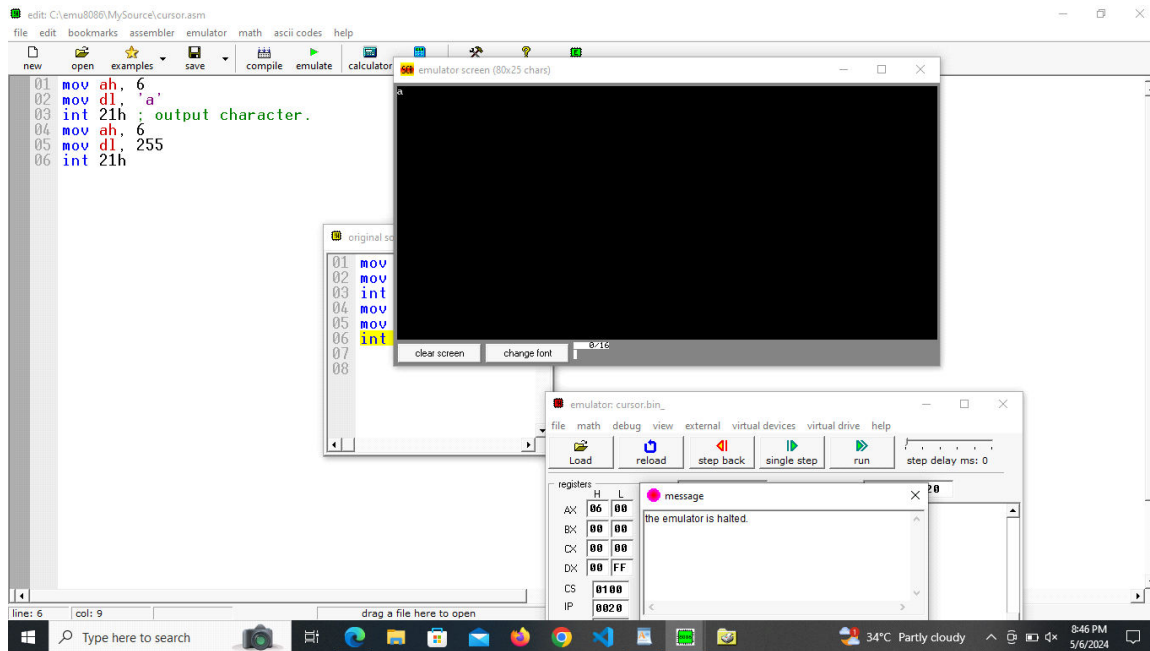 edit: C:\emu8086\MySource\cursor.asm
file edit bookmarks assembler emulator math ascii codes help
new open examples save compile emulate calculator
01 mov ah, 6
02 mov dl, 'a'
03 int 21h ; output character.
04 mov ah, 6
05 mov dl, 255
06 int 21h
emulator screen (80x25 chars)
a
clear screen change font 0/16
original so
01 mov
02 mov
03 int
04 mov
05 mov
06 int
07
08
emulator: cursor.bin_
file math debug view external virtual devices virtual drive help
Load reload step back single step run step delay ms: 0
registers H L
AX 06 00
BX 00 00
CX 00 00
DX 00 FF
CS 0100
IP 0020
20
message
the emulator is halted.
line: 6 col: 9 drag a file here to open
Type here to search
34°C Partly cloudy
8:46 PM
5/6/2024